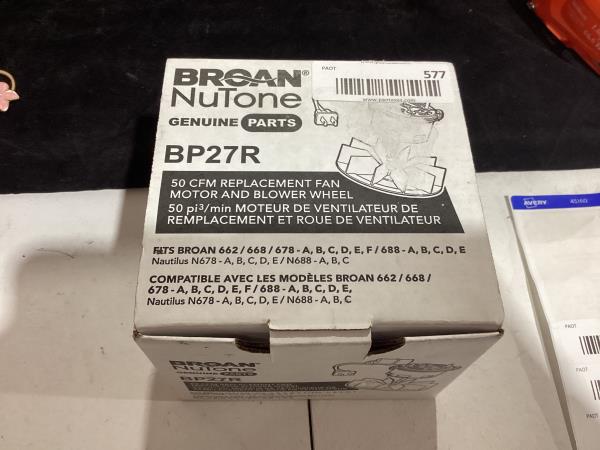 BROAN®
NuTone
GENUINE PARTS
PAOT
577
BP27R
50 CFM REPLACEMENT FAN
MOTOR AND BLOWER WHEEL
50 pi³/min MOTEUR DE VENTILATEUR DE
REMPLACEMENT ET ROUE DE VENTILATEUR
FITS BROAN 662 / 668 / 678 - A, B, C, D, E, F / 688 - A, B, C, D, E
Nautilus N678 - A, B, C, D, E / N688 - A, B, C
COMPATIBLE AVEC LES MODÈLES BROAN 662 / 668 /
678 - A, B, C, D, E, F / 688 - A, B, C, D, E,
Nautilus N678 - A, B, C, D, E / N688 - A, B, C
BROAN
NuTone
GENUINE PARTS
BP27R
AVERY
PAOT
PAOT